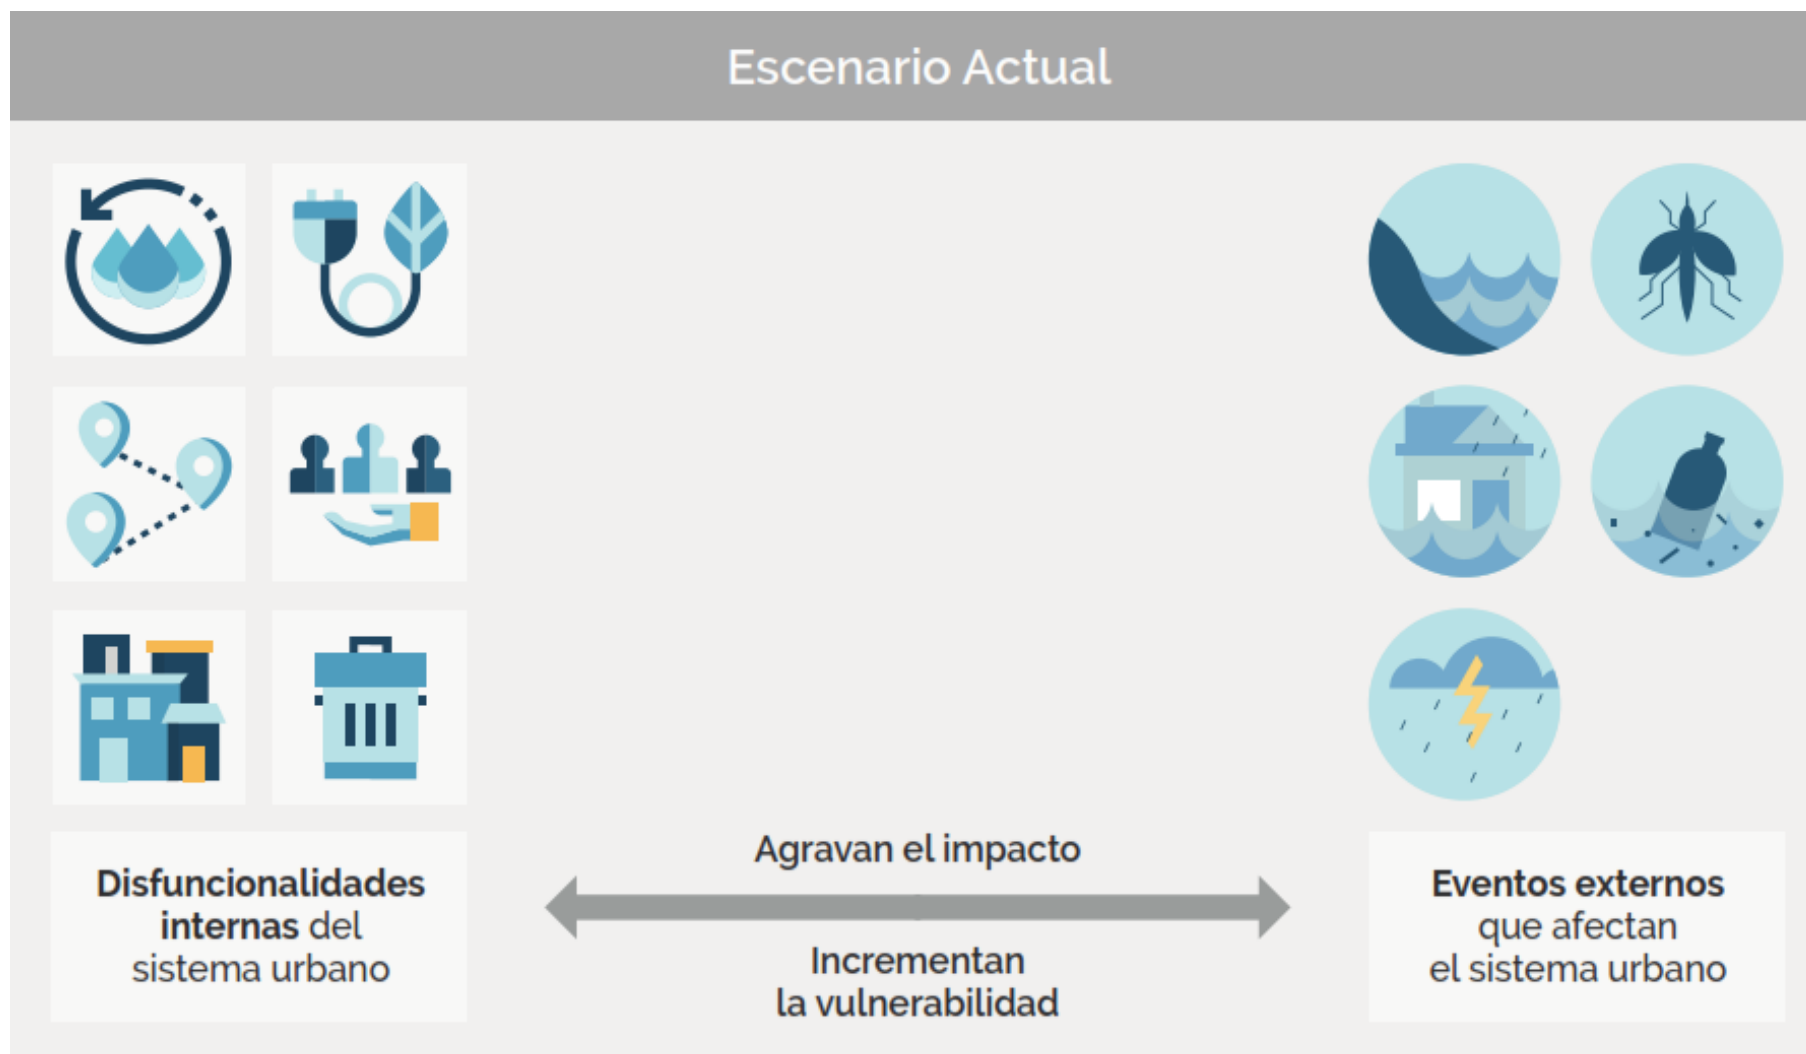 Escenario Actual
Disfuncionalidades
internas del
sistema urbano
Agravan el impacto
Incrementan
la vulnerabilidad
Eventos externos
que afectan
el sistema urbano